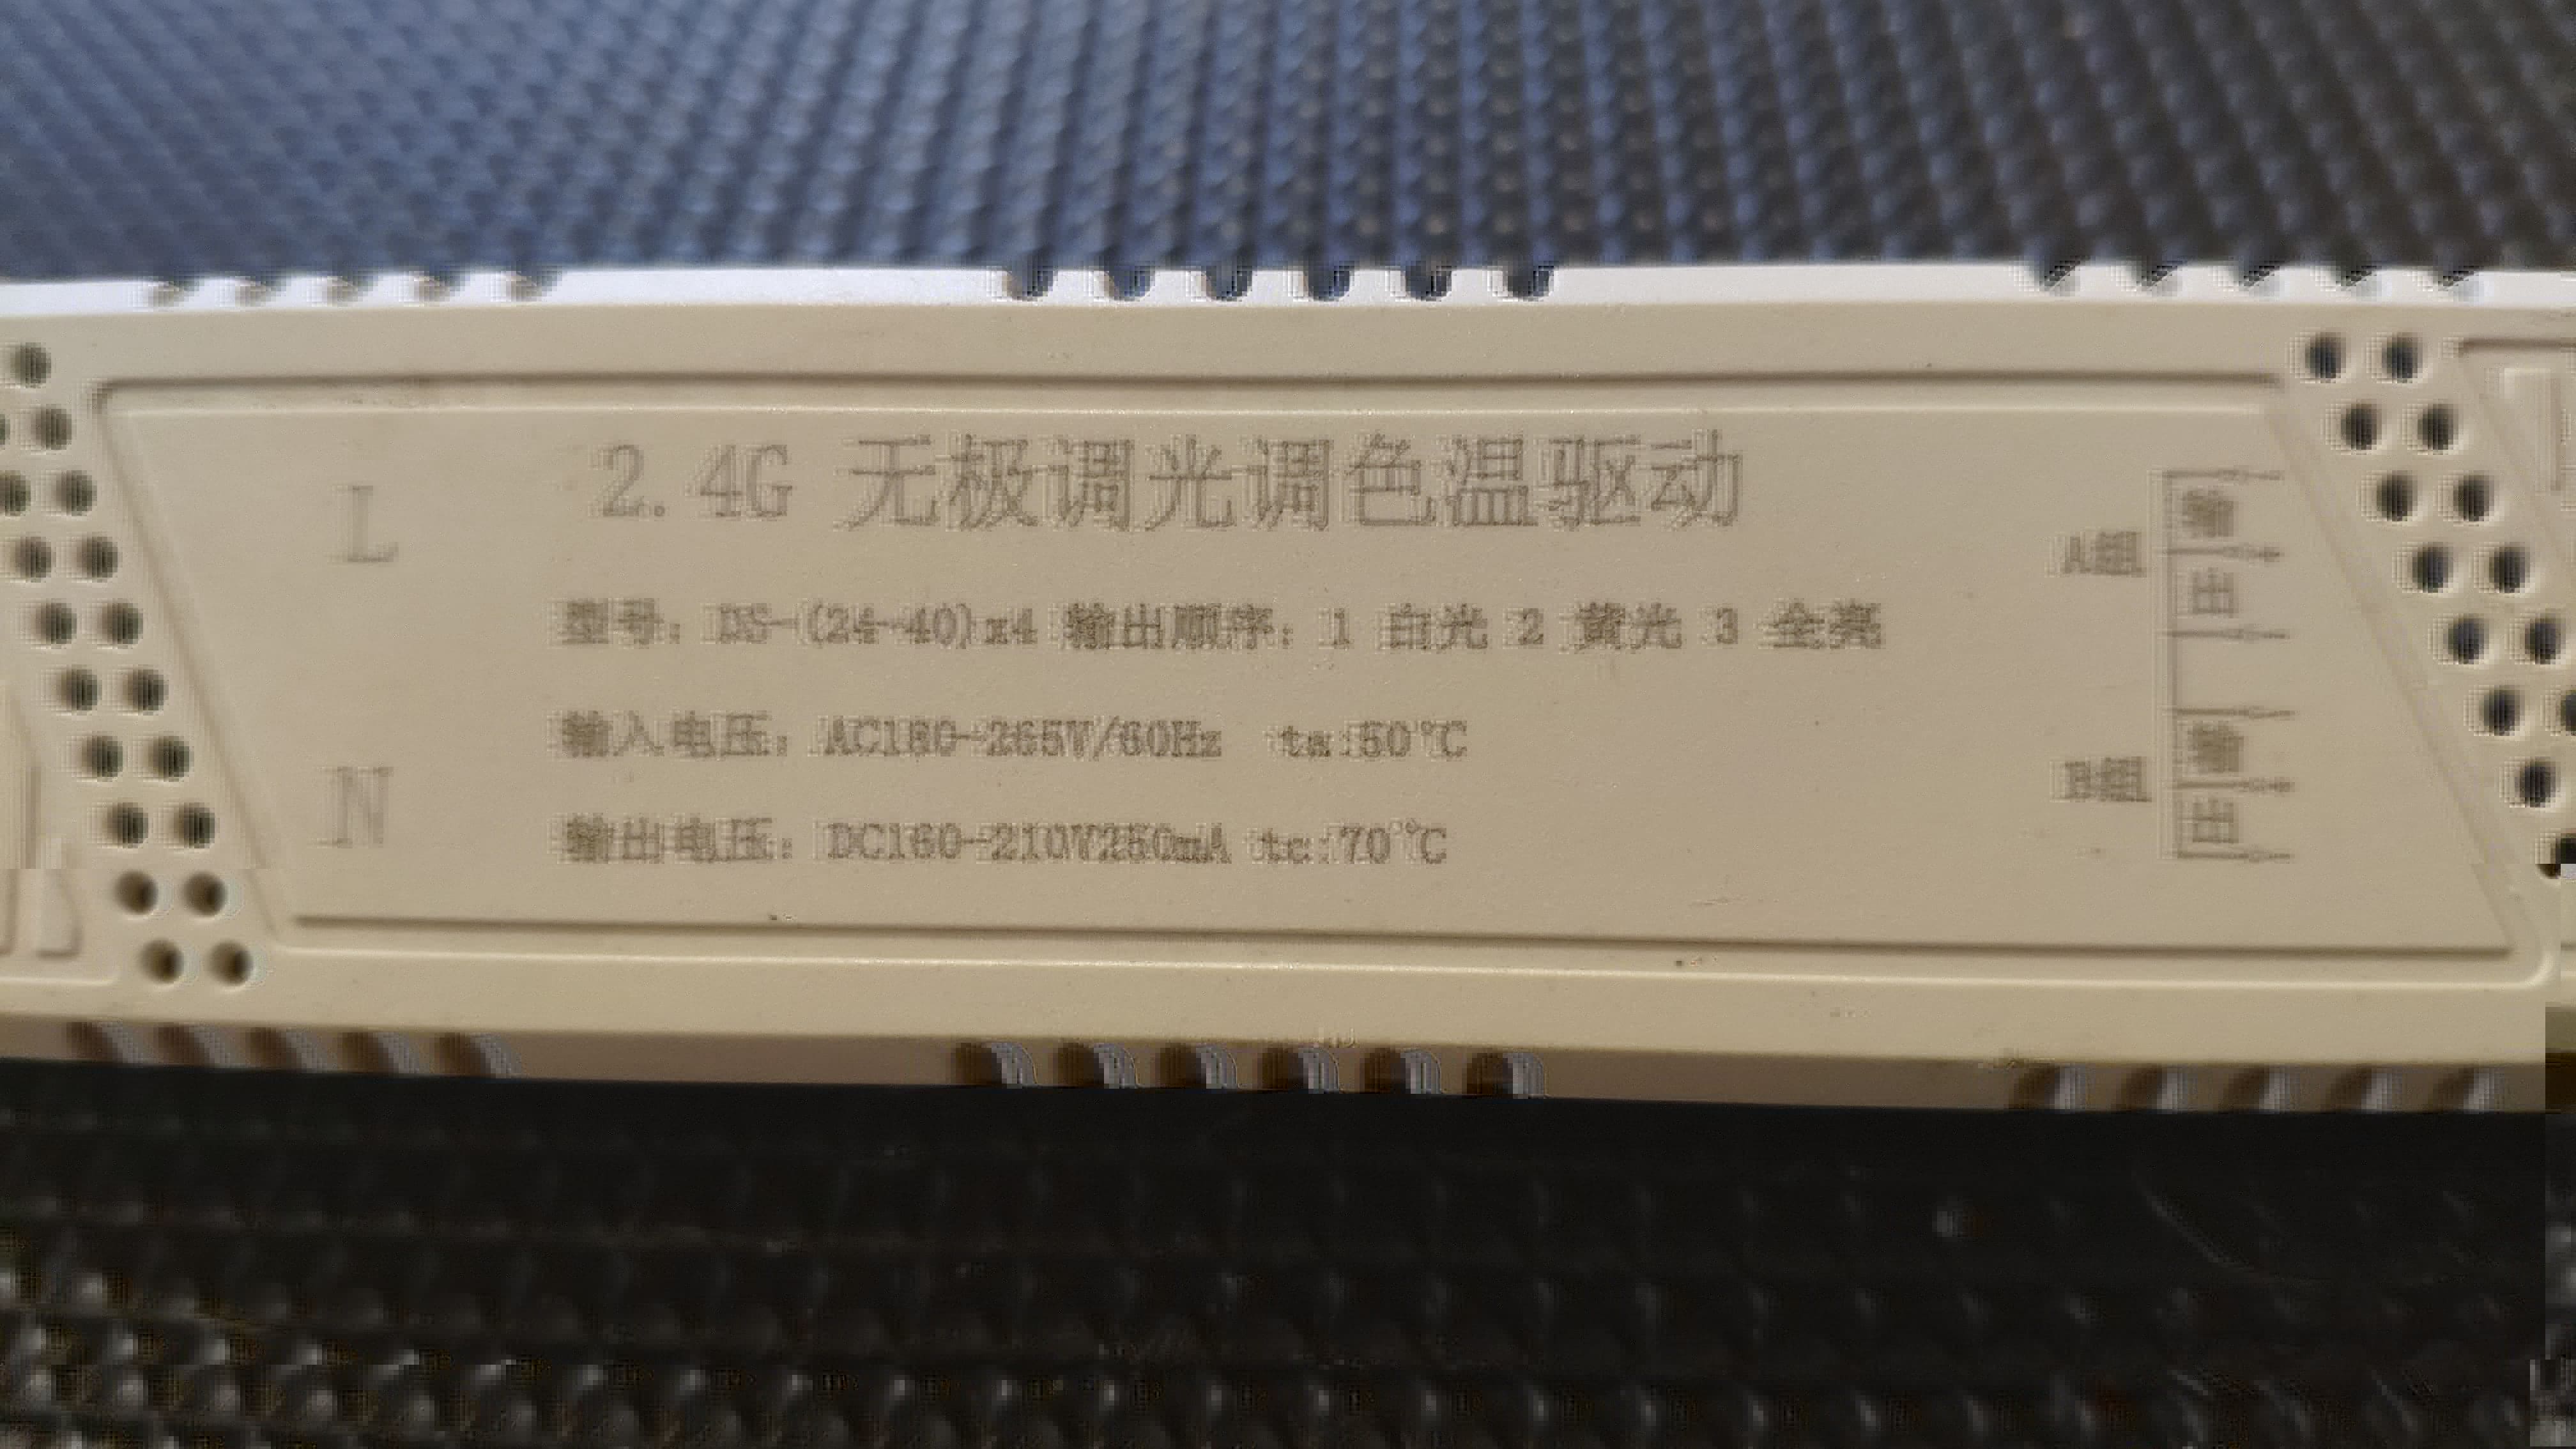 L
2.4G 无极调光调色温驱动
型号: DS-(24-40)x4 输出顺序: 1 白光 2 黄光 3 全亮
输入电压: AC180-265V/60Hz ta:50℃
N
输出电压: DC160-210V250mA tc:70℃
A组
输出
B组
输出